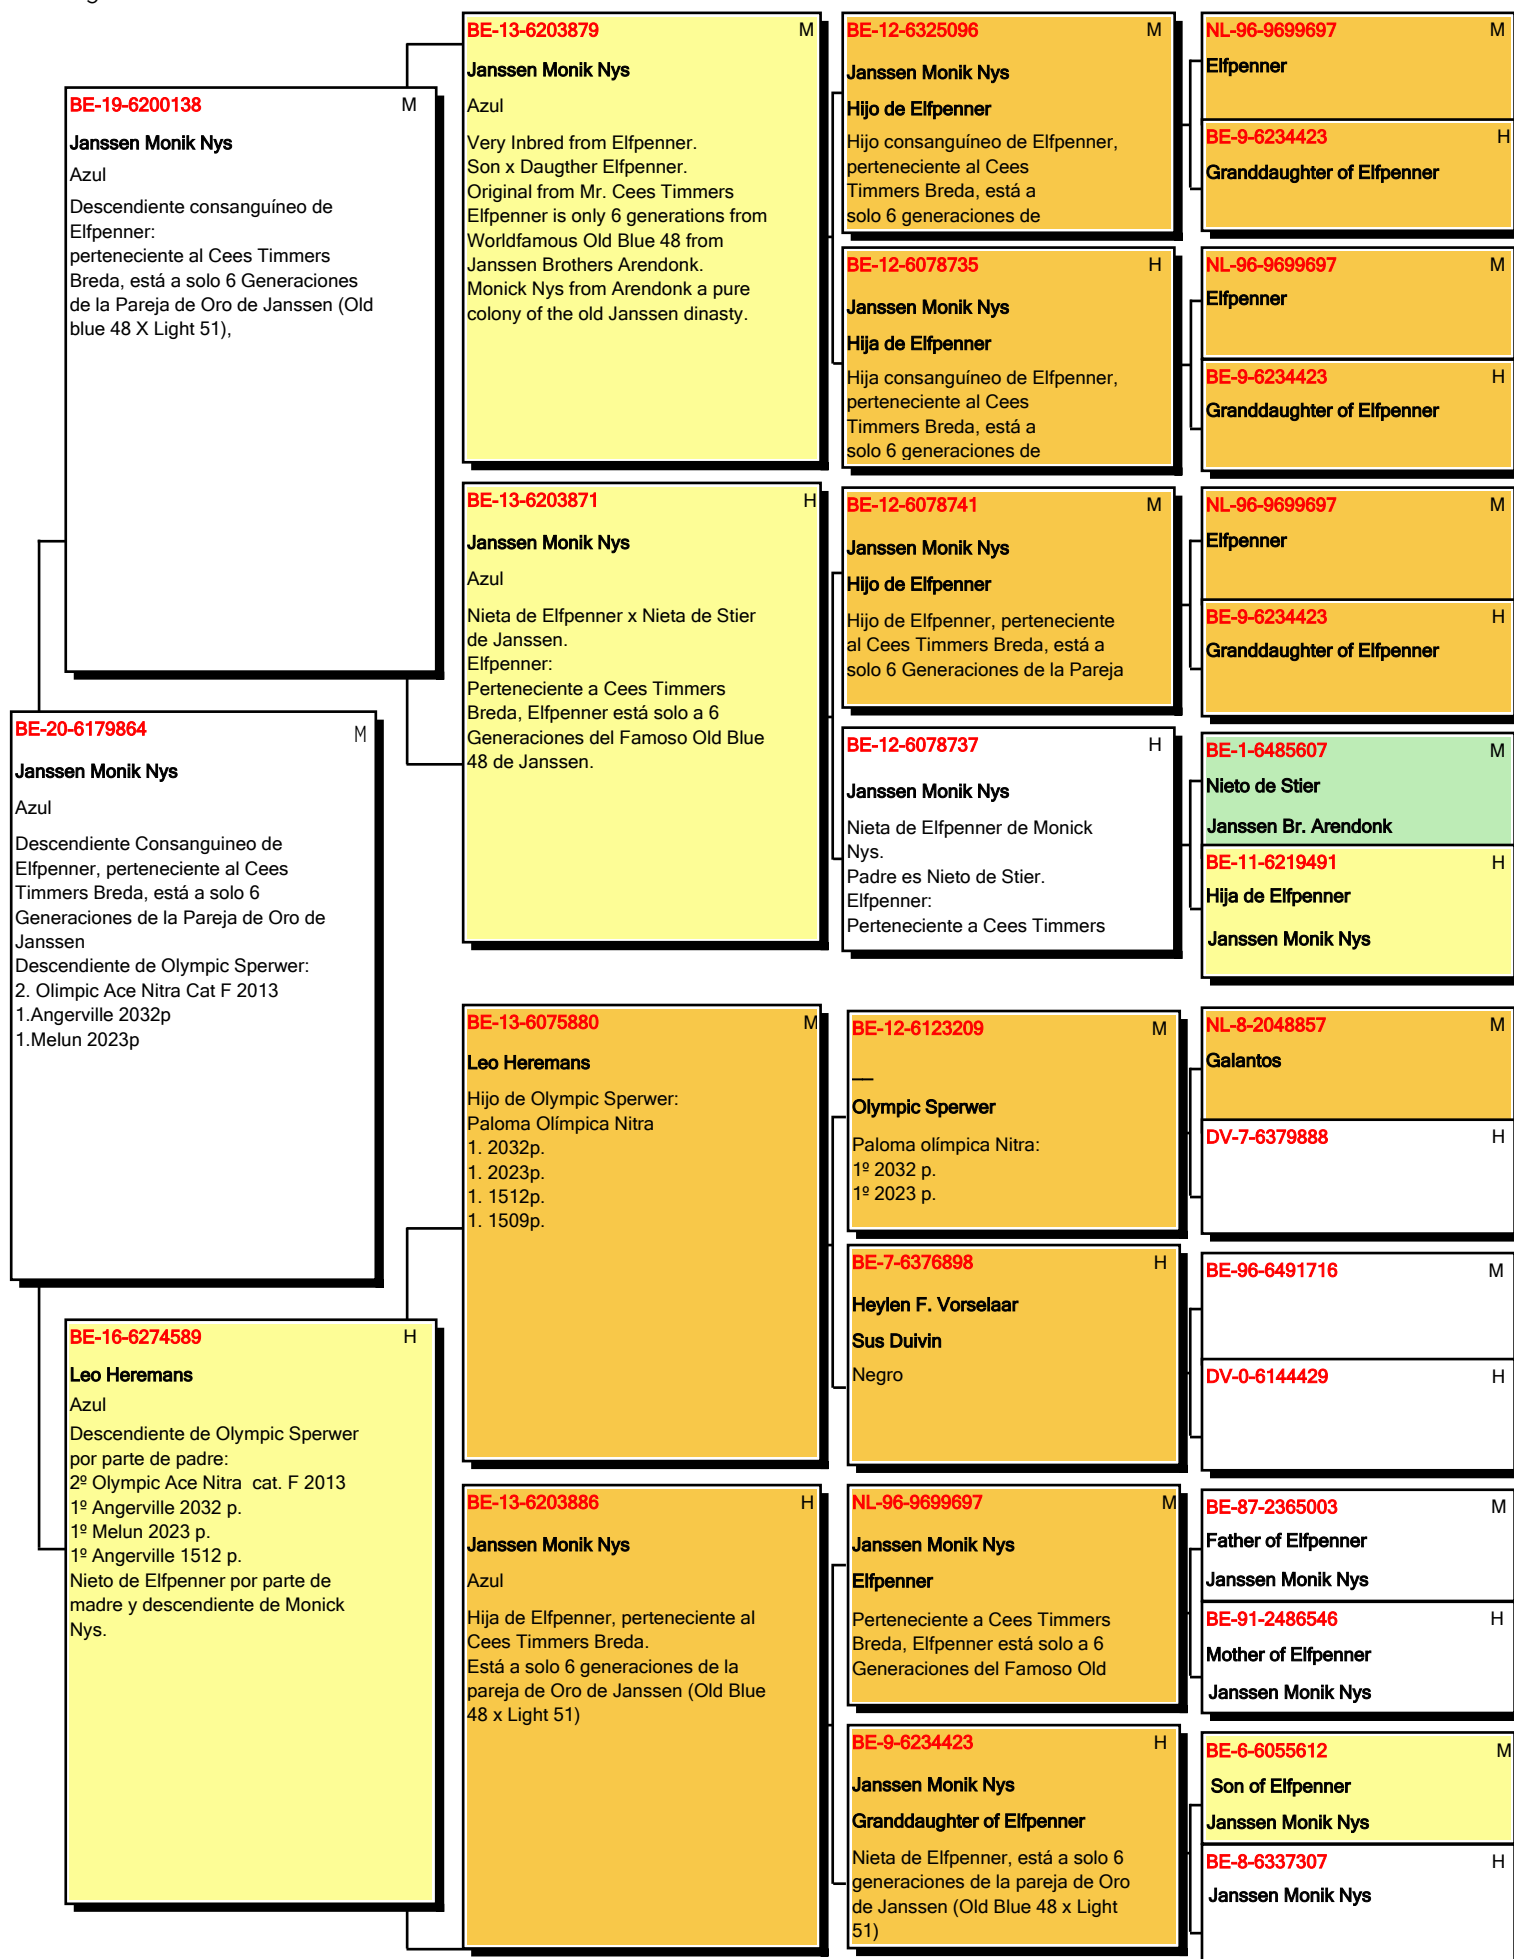 BE-19-6200138 M
Janssen Monik Nys
Azul
Descendiente consanguíneo de
Elfpenner:
perteneciente al Cees Timmers
Breda, está a solo 6 Generaciones
de la Pareja de Oro de Janssen (Old
blue 48 X Light 51),
BE-20-6179864 M
Janssen Monik Nys
Azul
Descendiente Consanguineo de
Elfpenner, perteneciente al Cees
Timmers Breda, está a solo 6
Generaciones de la Pareja de Oro de
Janssen
Descendiente de Olympic Sperwer:
2. Olimpic Ace Nitra Cat F 2013
1.Angerville 2032p
1.Melun 2023p
BE-16-6274589 H
Leo Heremans
Azul
Descendiente de Olympic Sperwer
por parte de padre:
2º Olympic Ace Nitra cat. F 2013
1º Angerville 2032 p.
1º Melun 2023 p.
1º Angerville 1512 p.
Nieto de Elfpenner por parte de
madre y descendiente de Monick
Nys.
BE-13-6203879 M
Janssen Monik Nys
Azul
Very Inbred from Elfpenner.
Son x Daugther Elfpenner.
Original from Mr. Cees Timmers
Elfpenner is only 6 generations from
Worldfamous Old Blue 48 from
Janssen Brothers Arendonk.
Monick Nys from Arendonk a pure
colony of the old Janssen dinasty.
BE-13-6203871 H
Janssen Monik Nys
Azul
Nieta de Elfpenner x Nieta de Stier
de Janssen.
Elfpenner:
Perteneciente a Cees Timmers
Breda, Elfpenner está solo a 6
Generaciones del Famoso Old Blue
48 de Janssen.
BE-13-6075880 M
Leo Heremans
Hijo de Olympic Sperwer:
Paloma Olímpica Nitra
1. 2032p.
1. 2023p.
1. 1512p.
1. 1509p.
BE-13-6203886 H
Janssen Monik Nys
Azul
Hija de Elfpenner, perteneciente al
Cees Timmers Breda.
Está a solo 6 generaciones de la
pareja de Oro de Janssen (Old Blue
48 x Light 51)
BE-12-6325096 M
Janssen Monik Nys
Hijo de Elfpenner
Hijo consanguíneo de Elfpenner,
perteneciente al Cees
Timmers Breda, está a
solo 6 generaciones de
BE-12-6078735 H
Janssen Monik Nys
Hija de Elfpenner
Hija consanguíneo de Elfpenner,
perteneciente al Cees
Timmers Breda, está a
solo 6 generaciones de
BE-12-6078741 M
Janssen Monik Nys
Hijo de Elfpenner
Hijo de Elfpenner, perteneciente
al Cees Timmers Breda, está a
solo 6 Generaciones de la Pareja
BE-12-6078737 H
Janssen Monik Nys
Nieta de Elfpenner de Monick
Nys.
Padre es Nieto de Stier.
Elfpenner:
Perteneciente a Cees Timmers
BE-12-6123209 M
__
Olympic Sperwer
Paloma olímpica Nitra:
1º 2032 p.
1º 2023 p.
BE-7-6376898 H
Heylen F. Vorselaar
Sus Duivin
Negro
NL-96-9699697 M
Janssen Monik Nys
Elfpenner
Perteneciente a Cees Timmers
Breda, Elfpenner está solo a 6
Generaciones del Famoso Old
BE-9-6234423 H
Janssen Monik Nys
Granddaughter of Elfpenner
Nieta de Elfpenner, está a solo 6
generaciones de la pareja de Oro
de Janssen (Old Blue 48 x Light
51)
NL-96-9699697 M
Elfpenner
BE-9-6234423 H
Granddaughter of Elfpenner
NL-96-9699697 M
Elfpenner
BE-9-6234423 H
Granddaughter of Elfpenner
NL-96-9699697 M
Elfpenner
BE-9-6234423 H
Granddaughter of Elfpenner
BE-1-6485607 M
Nieto de Stier
Janssen Br. Arendonk
BE-11-6219491 H
Hija de Elfpenner
Janssen Monik Nys
NL-8-2048857 M
Galantos
DV-7-6379888 H
BE-96-6491716 M
DV-0-6144429 H
BE-87-2365003 M
Father of Elfpenner
Janssen Monik Nys
BE-91-2486546 H
Mother of Elfpenner
Janssen Monik Nys
BE-6-6055612 M
Son of Elfpenner
Janssen Monik Nys
BE-8-6337307 H
Janssen Monik Nys